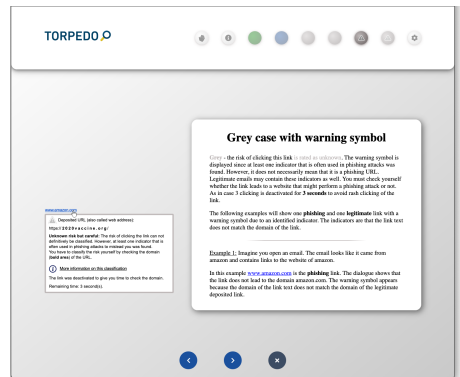 TORPEDO
Grey case with warning symbol
Grey - the risk of clicking this link is rated as unknown. The warning symbol is
displayed since at least one indicator that is often used in phishing attacks was
found. However, it does not necessarily mean that it is a phishing URL.
Legitimate emails may contain these indicators as well. You must check yourself
whether the link leads to a website that might perform a phishing attack or not.
As in case 3 clicking is deactivated for 3 seconds to avoid rash clicking of the
link.
The following examples will show one phishing and one legitimate link with a
warning symbol due to an identified indicator. The indicators are that the link text
does not match the domain of the link.
Example 1: Imagine you open an email. The email looks like it came from
amazon and contains links to the website of amazon.
In this example www.amazon.com is the phishing link. The dialogue shows that
the link does not lead to the domain amazon.com. The warning symbol appears
because the domain of the link text does not match the domain of the legitimate
deposited link.
www.amazon.com
Deposited URL (also called web address):
https://2020vaccine.org/
Unknown risk but careful: The risk of clicking the link can not
definitively be classified. However, at least one indicator that is
often used in phishing attacks to instead you was found.
You have to classify the risk yourself by checking the domain
(bold area) of the URL.
More information on this classification
The link was deactivated to give you time to check the domain.
Remaining time: 3 second(s).